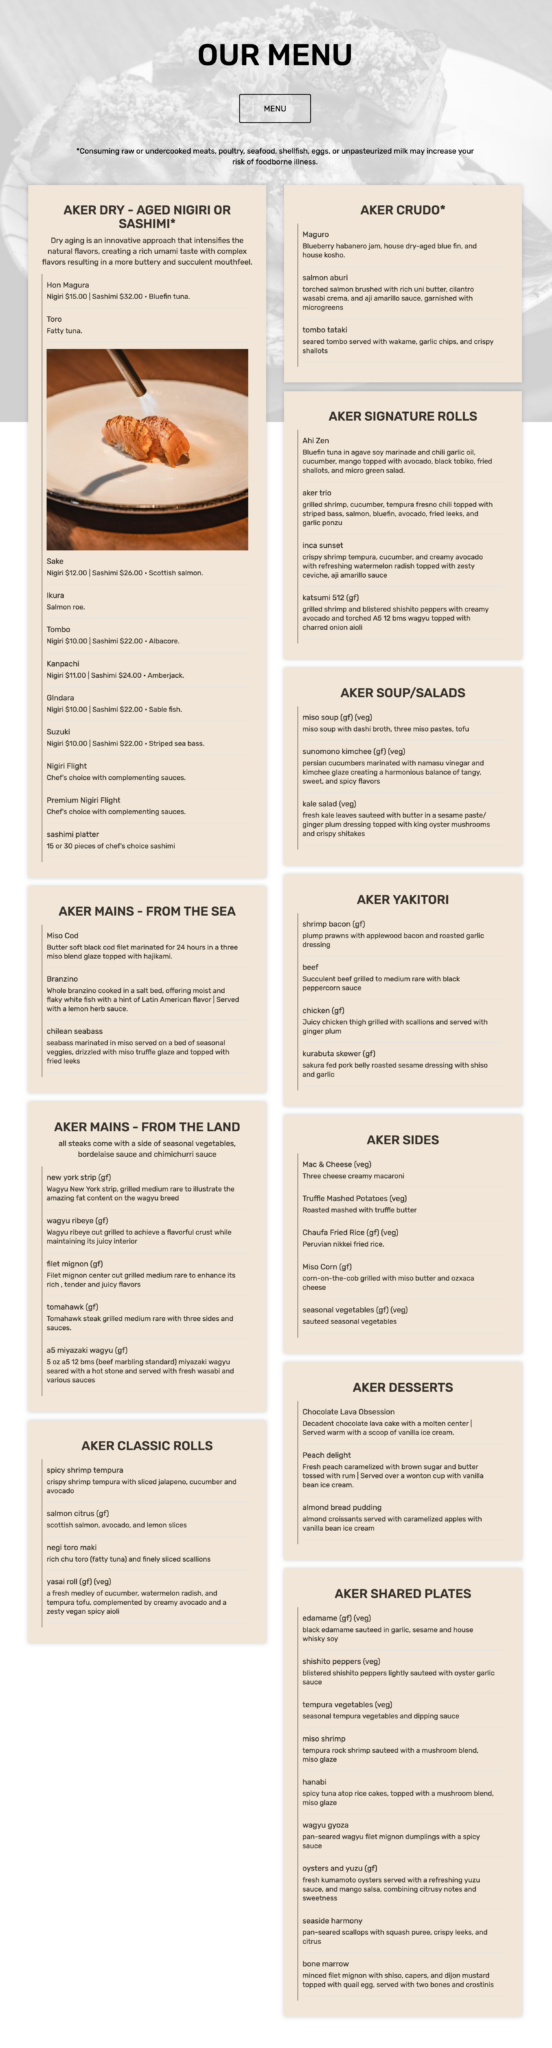 OUR MENU
MENU
*Consuming raw or undercooked meats, poultry, seafood, shellfish, eggs, or unpasteurized milk may increase your
risk of foodborne illness.
AKER DRY - AGED NIGIRI OR
SASHIMI*
Dry aging is an innovative approach that intensifies the
natural flavors, creating a rich umami taste with complex
flavors resulting in a more buttery and succulent mouthfeel.
Hon Magura
Nigiri $15.00 | Sashimi $32.00 • Bluefin tuna.
Toro
Fatty tuna.
Sake
Nigiri $12.00 | Sashimi $26.00 • Scottish salmon.
Ikura
Salmon roe.
Tombo
Nigiri $10.00 | Sashimi $22.00 • Albacore.
Kanpachi
Nigiri $11.00 | Sashimi $24.00 • Amberjack.
Gindara
Nigiri $10.00 | Sashimi $22.00 • Sable fish.
Suzuki
Nigiri $10.00 | Sashimi $22.00 • Striped sea bass.
Nigiri Flight
Chef's choice with complementing sauces.
Premium Nigiri Flight
Chef's choice with complementing sauces.
sashimi platter
15 or 30 pieces of chef's choice sashimi
AKER MAINS - FROM THE SEA
Miso Cod
Butter soft black cod filet marinated for 24 hours in a three
miso blend glaze topped with hajikami.
Branzino
Whole branzino cooked in a salt bed, offering moist and
flaky white fish with a hint of Latin American flavor | Served
with a lemon herb sauce.
chilean seabass
seabass marinated in miso served on a bed of seasonal
veggies, drizzled with miso truffle glaze and topped with
fried leeks
AKER MAINS - FROM THE LAND
all steaks come with a side of seasonal vegetables,
bordelaise sauce and chimichurri sauce
new york strip (gf)
Wagyu New York strip, grilled medium rare to illustrate the
amazing fat content on the wagyu breed
wagyu ribeye (gf)
Wagyu ribeye cut grilled to achieve a flavorful crust while
maintaining its juicy interior
filet mignon (gf)
Filet mignon center cut grilled medium rare to enhance its
rich , tender and juicy flavors
tomahawk (gf)
Tomahawk steak grilled medium rare with three sides and
sauces.
a5 miyazaki wagyu (gf)
5 oz a5 12 bms (beef marbling standard) miyazaki wagyu
seared with a hot stone and served with fresh wasabi and
various sauces
AKER CLASSIC ROLLS
spicy shrimp tempura
crispy shrimp tempura with sliced jalapeno, cucumber and
avocado
salmon citrus (gf)
scottish salmon, avocado, and lemon slices
negi toro maki
rich chu toro (fatty tuna) and finely sliced scallions
yasai roll (gf) (veg)
a fresh medley of cucumber, watermelon radish, and
tempura tofu, complemented by creamy avocado and a
zesty vegan spicy aioli
AKER CRUDO*
Maguro
Blueberry habanero jam, house dry-aged blue fin, and
house kosho.
salmon aburi
torched salmon brushed with rich uni butter, cilantro
wasabi crema, and aji amarillo sauce, garnished with
microgreens
tombo tataki
seared tombo served with wakame, garlic chips, and crispy
shallots
AKER SIGNATURE ROLLS
Ahi Zen
Bluefin tuna in agave soy marinade and chili garlic oil,
cucumber, mango topped with avocado, black tobiko, fried
shallots, and micro green salad.
aker trio
grilled shrimp, cucumber, tempura fresno chili topped with
striped bass, salmon, bluefin, avocado, fried leeks, and
garlic ponzu
inca sunset
crispy shrimp tempura, cucumber, and creamy avocado
with refreshing watermelon radish topped with zesty
ceviche, aji amarillo sauce
katsumi 512 (gf)
grilled shrimp and blistered shishito peppers with creamy
avocado and torched A5 12 bms wagyu topped with
charred onion aioli
AKER SOUP/SALADS
miso soup (gf) (veg)
miso soup with dashi broth, three miso pastes, tofu
sunomono kimchee (gf) (veg)
persian cucumbers marinated with namasu vinegar and
kimchee glaze creating a harmonious balance of tangy,
sweet, and spicy flavors
kale salad (veg)
fresh kale leaves sauteed with butter in a sesame paste/
ginger plum dressing topped with king oyster mushrooms
and crispy shitakes
AKER YAKITORI
shrimp bacon (gf)
plump prawns with applewood bacon and roasted garlic
dressing
beef
Succulent beef grilled to medium rare with black
peppercorn sauce
chicken (gf)
Juicy chicken thigh grilled with scallions and served with
ginger plum
kurabuta skewer (gf)
sakura fed pork belly roasted sesame dressing with shiso
and garlic
AKER SIDES
Mac & Cheese (veg)
Three cheese creamy macaroni
Truffle Mashed Potatoes (veg)
Roasted mashed with truffle butter
Chaufa Fried Rice (gf) (veg)
Peruvian nikkei fried rice.
Miso Corn (gf)
corn-on-the-cob grilled with miso butter and ozxaca
cheese
seasonal vegetables (gf) (veg)
sauteed seasonal vegetables
AKER DESSERTS
Chocolate Lava Obsession
Decadent chocolate lava cake with a molten center |
Served warm with a scoop of vanilla ice cream.
Peach delight
Fresh peach caramelized with brown sugar and butter
tossed with rum | Served over a wonton cup with vanilla
bean ice cream.
almond bread pudding
almond croissants served with caramelized apples with
vanilla bean ice cream
AKER SHARED PLATES
edamame (gf) (veg)
black edamame sauteed in garlic, sesame and house
whisky soy
shishito peppers (veg)
blistered shishito peppers lightly sauteed with oyster garlic
sauce
tempura vegetables (veg)
seasonal tempura vegetables and dipping sauce
miso shrimp
tempura rock shrimp sauteed with a mushroom blend,
miso glaze
hanabi
spicy tuna atop rice cakes, topped with a mushroom blend,
miso glaze
wagyu gyoza
pan-seared wagyu filet mignon dumplings with a spicy
sauce
oysters and yuzu (gf)
fresh kumamoto oysters served with a refreshing yuzu
sauce, and mango salsa, combining citrusy notes and
sweetness
seaside harmony
pan-seared scallops with squash puree, crispy leeks, and
citrus
bone marrow
minced filet mignon with shiso, capers, and dijon mustard
topped with quail egg, served with two bones and crostinis